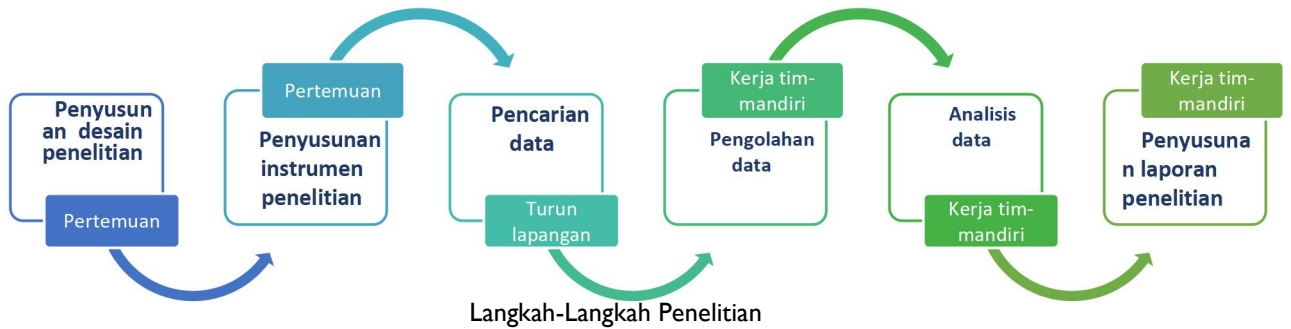 Penyusun
an desain
penelitian
Pertemuan
Pertemuan
Penyusunan
instrumen
penelitian
Pencarian
data
Turun
lapangan
Kerja tim-
mandiri
Pengolahan
data
Analisis
data
Kerja tim-
mandiri
Kerja tim-
mandiri
Penyusuna
n laporan
penelitian
Langkah-Langkah Penelitian